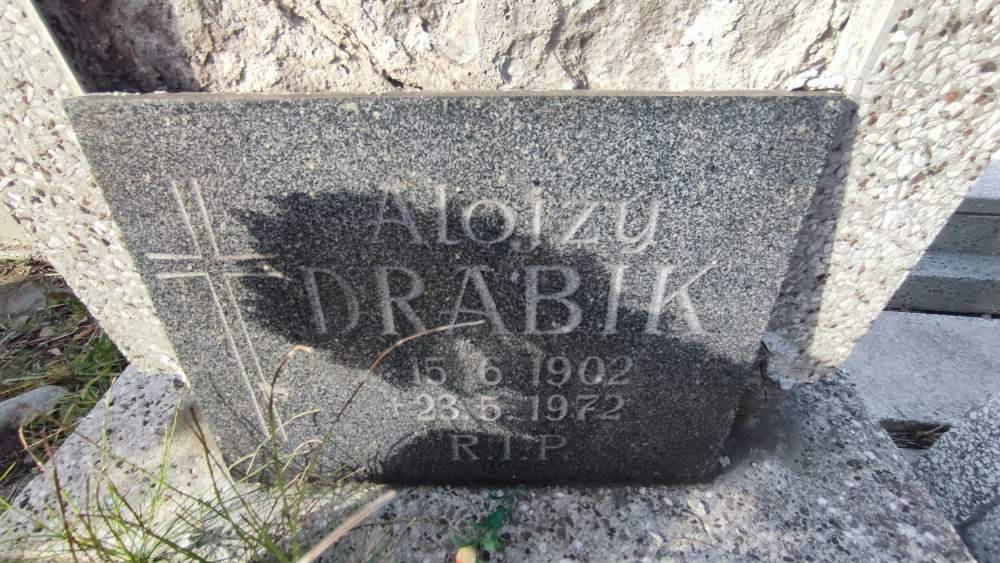 Alojzy
DRABIK
15.6.1902
+23.5.1972
R.I.P.